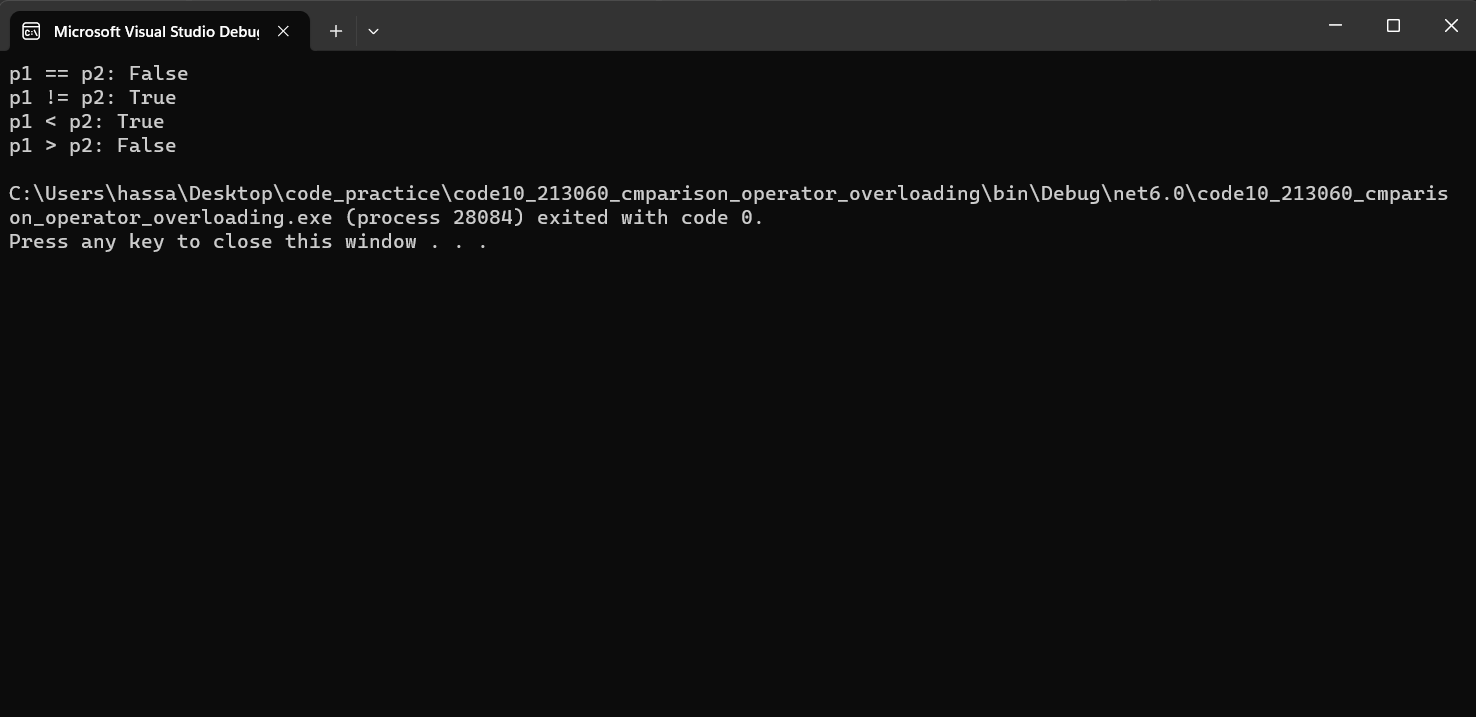 Microsoft Visual Studio Debug
p1 == p2: False
p1 != p2: True
p1 < p2: True
p1 > p2: False
C:\Users\hassa\Desktop\code_practice\code10_213060_cmparison_operator_overloading\bin\Debug\net6.0\code10_213060_cmparis
on_operator_overloading.exe (process 28084) exited with code 0.
Press any key to close this window . . .